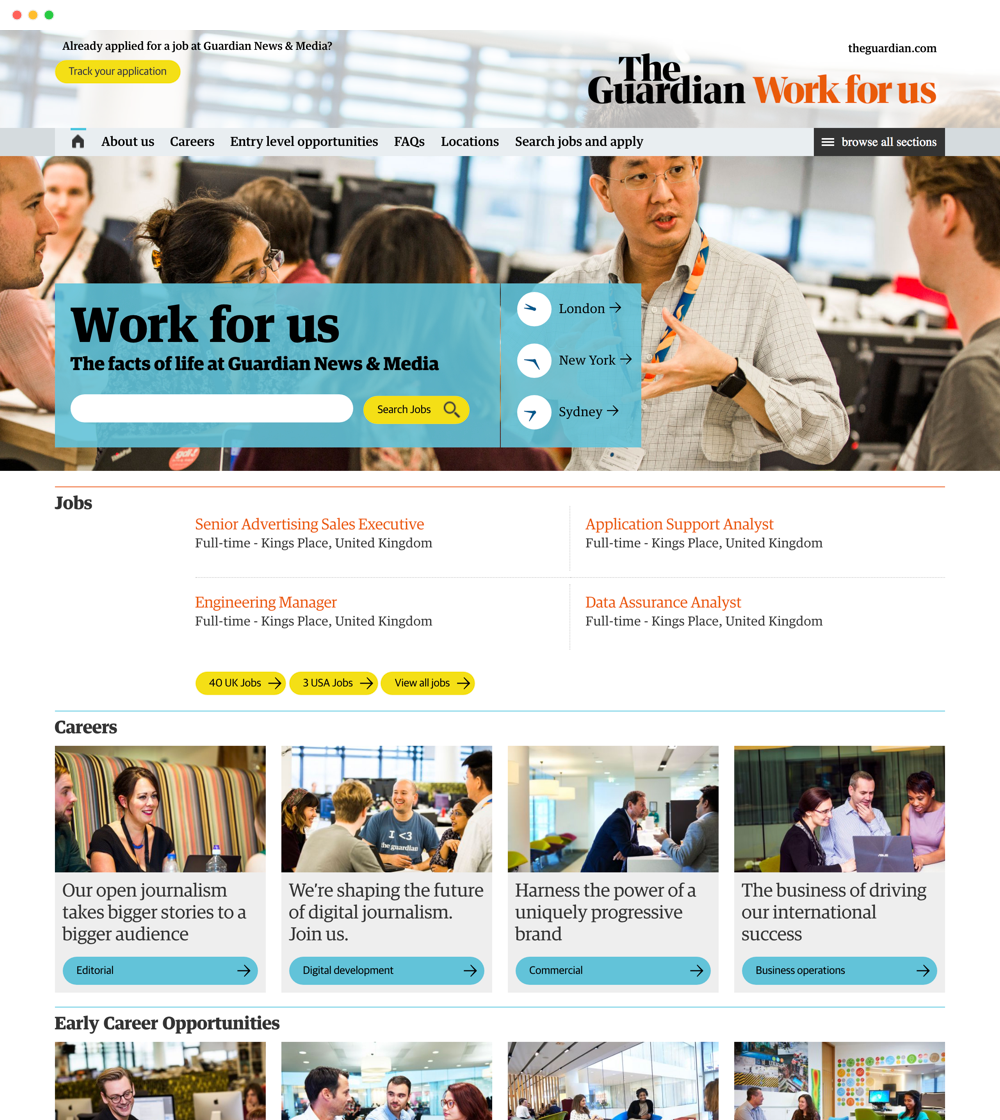 Already applied for a job at Guardian News & Media?
theguardian.com
Track your application
The
Guardian Work for us
About us
Careers
Entry level opportunities
FAQs
Locations
Search jobs and apply
browse all sections
Work for us
The facts of life at Guardian News & Media
Search Jobs
London
New York
Sydney
Jobs
Senior Advertising Sales Executive
Full-time - Kings Place, United Kingdom
Application Support Analyst
Full-time - Kings Place, United Kingdom
Engineering Manager
Full-time - Kings Place, United Kingdom
Data Assurance Analyst
Full-time - Kings Place, United Kingdom
40 UK Jobs
3 USA Jobs
View all jobs
Careers
I <3
the guardian
Our open journalism
takes bigger stories to a
bigger audience
Editorial
We're shaping the future
of digital journalism.
Join us.
Digital development
Harness the power of a
uniquely progressive
brand
Commercial
The business of driving
our international
success
Business operations
Early Career Opportunities